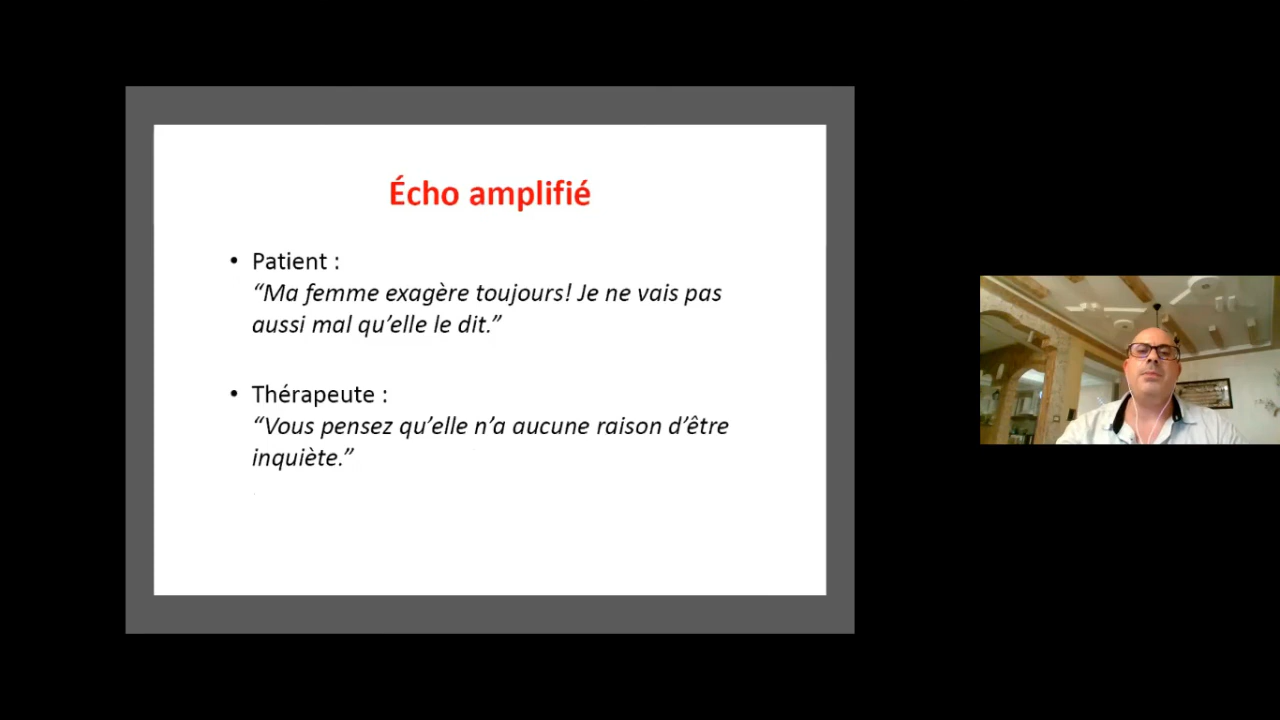 Écho amplifié
• Patient :
“Ma femme exagère toujours! Je ne vais pas
aussi mal qu’elle le dit.”
• Thérapeute :
“Vous pensez qu’elle n’a aucune raison d’être
inquiète.”